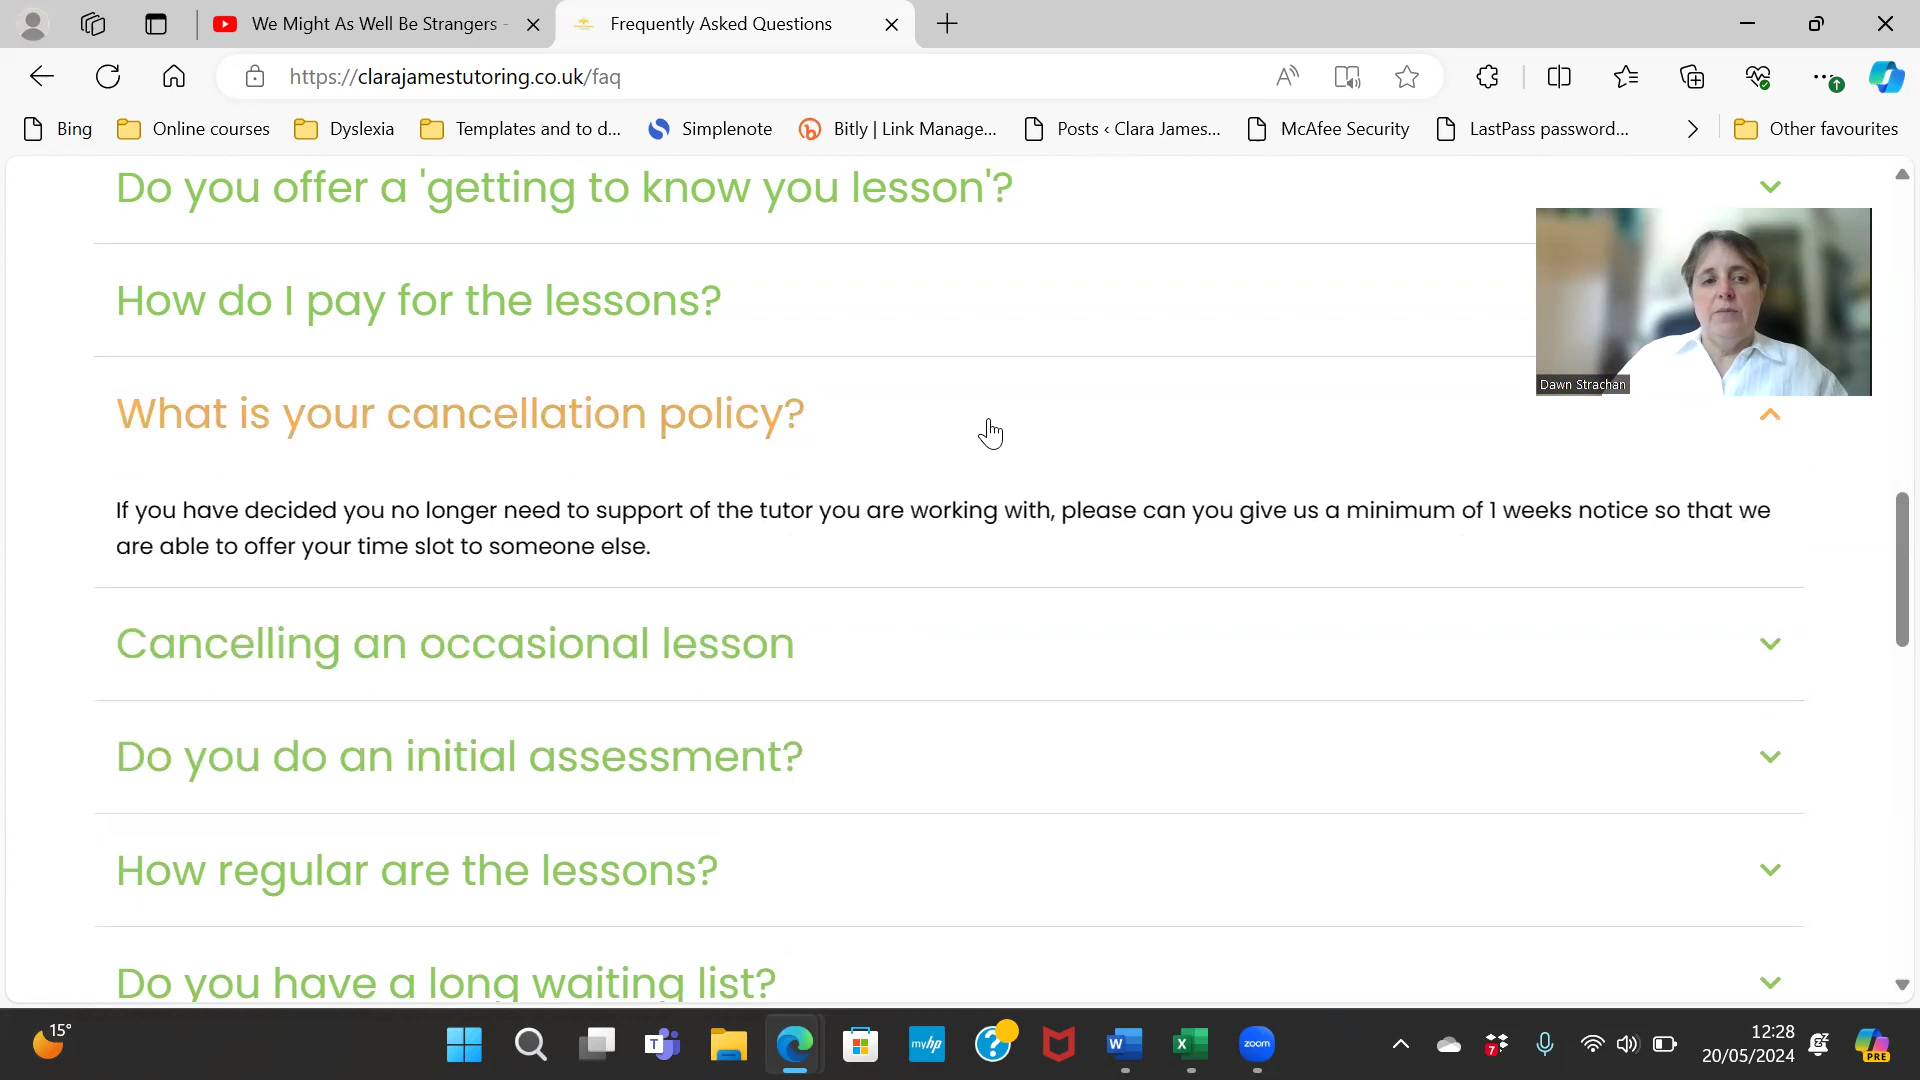 We Might As Well Be Strangers -
Frequently Asked Questions
https://clarajamestutoring.co.uk/faq
Bing
Online courses
Dyslexia
Templates and to d...
Simplenote
Bitly | Link Manage...
Posts ‹ Clara James...
McAfee Security
LastPass password...
Other favourites
Do you offer a 'getting to know you lesson'?
How do I pay for the lessons?
Dawn Strachan
What is your cancellation policy?
If you have decided you no longer need to support of the tutor you are working with, please can you give us a minimum of 1 weeks notice so that we
are able to offer your time slot to someone else.
Cancelling an occasional lesson
Do you do an initial assessment?
How regular are the lessons?
Do you have a long waiting list?
15°
T
myhp
?
W
X
zoom
7
12:28
20/05/2024
PRE